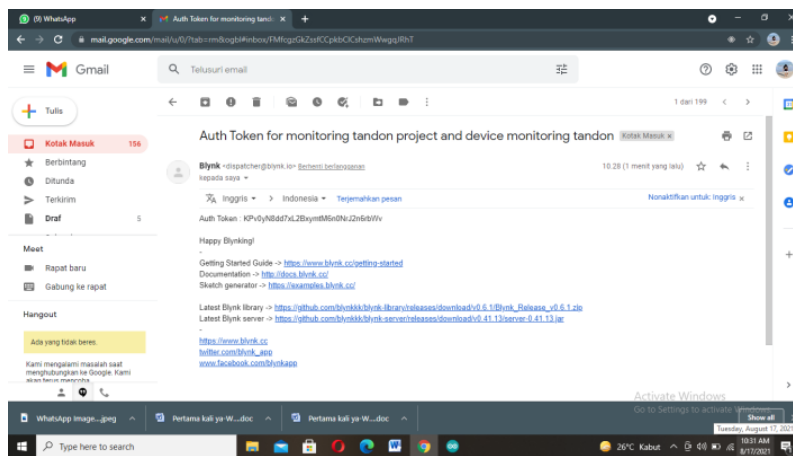 (9) WhatsApp
Auth Token for monitoring tando
mail.google.com/mail/u/0/?tab=rm&ogbl#inbox/
Gmail
Telusuri email
Tulis
1 dari 199
Kotak Masuk 156
Berbintang
Ditunda
Terkirim
Draf 5
Meet
Rapat baru
Gabung ke rapat
Hangout
Ada yang tidak beres.
Kami mengalami masalah saat
menghubungkan ke Google. Kami
akan terus mencoba
Auth Token for monitoring tandon project and device monitoring tandon Kotak Masuk x
Blynk <dispatcher@blynk.io> Berhenti berlangganan
10.28 (1 menit yang lalu)
kepada saya
Inggris > Indonesia Terjemahkan pesan
Nonaktifkan untuk: Inggris x
Auth Token :
Happy Blynking!
-
Getting Started Guide -> https://www.blynk.cc/getting-started
Documentation -> http://docs.blynk.cc/
Sketch generator -> https://examples.blynk.cc/
Latest Blynk library -> https://github.com/blynkkk/blynk-library/releases/download/v0.6.1/Blynk_Release_v0.6.1.zip
Latest Blynk server -> https://github.com/blynkkk/blynk-server/releases/download/v0.41.13/server-0.41.13.jar
-
https://www.blynk.cc
twitter.com/blynk_app
www.facebook.com/blynkapp
Activate Windows
Go to Settings to activate Windows.
WhatsApp Image....jpeg
Pertama kali ya-W....doc
Pertama kali ya-W....doc
Show all
Tuesday, August 17, 2021
Type here to search
26°C Kabut
10:31 AM
8/17/2021